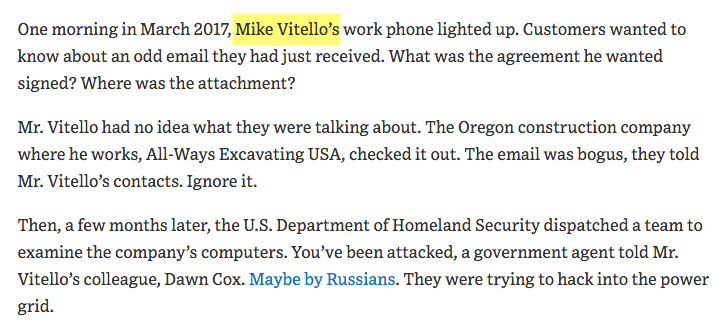 One morning in March 2017, Mike Vitello’s work phone lighted up. Customers wanted to
know about an odd email they had just received. What was the agreement he wanted
signed? Where was the attachment?
Mr. Vitello had no idea what they were talking about. The Oregon construction company
where he works, All-Ways Excavating USA, checked it out. The email was bogus, they told
Mr. Vitello’s contacts. Ignore it.
Then, a few months later, the U.S. Department of Homeland Security dispatched a team to
examine the company’s computers. You’ve been attacked, a government agent told Mr.
Vitello’s colleague, Dawn Cox. Maybe by Russians. They were trying to hack into the power
grid.